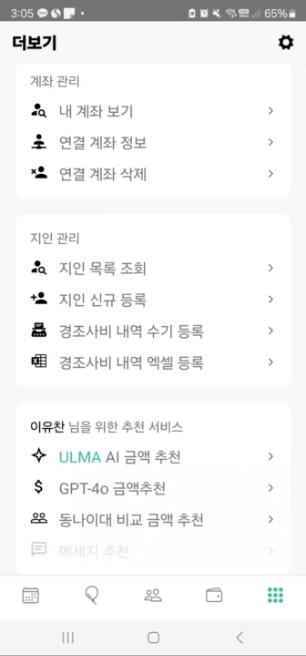 3:05
65%
더보기
계좌 관리
내 계좌 보기
연결 계좌 정보
연결 계좌 삭제
지인 관리
지인 목록 조회
지인 신규 등록
경조사비 내역 수기 등록
경조사비 내역 엑셀 등록
이유찬 님을 위한 추천 서비스
ULMA AI 금액 추천
GPT-4o 금액추천
동나이대 비교 금액 추천
메세지 추천